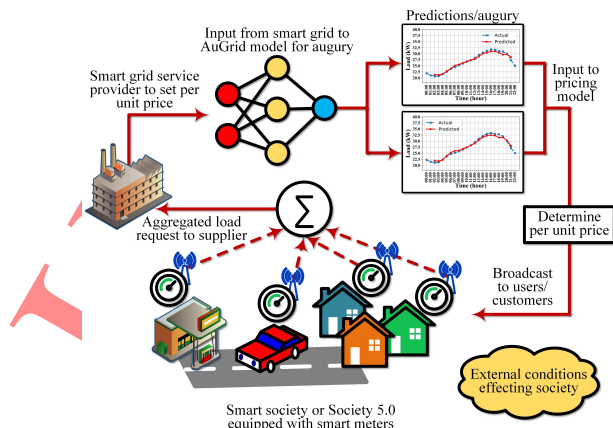 Input from smart grid to
AuGrid model for augury
Predictions/augury
Smart grid service
provider to set per
unit price
Load (kW)
Actual
Predicted
Time (hour)
Load (kW)
Actual
Predicted
Time (hour)
Input to
pricing
model
Σ
Aggregated load
request to supplier
Determine
per unit price
Broadcast
to users/
customers
External conditions
effecting society
Smart society or Society 5.0
equipped with smart meters